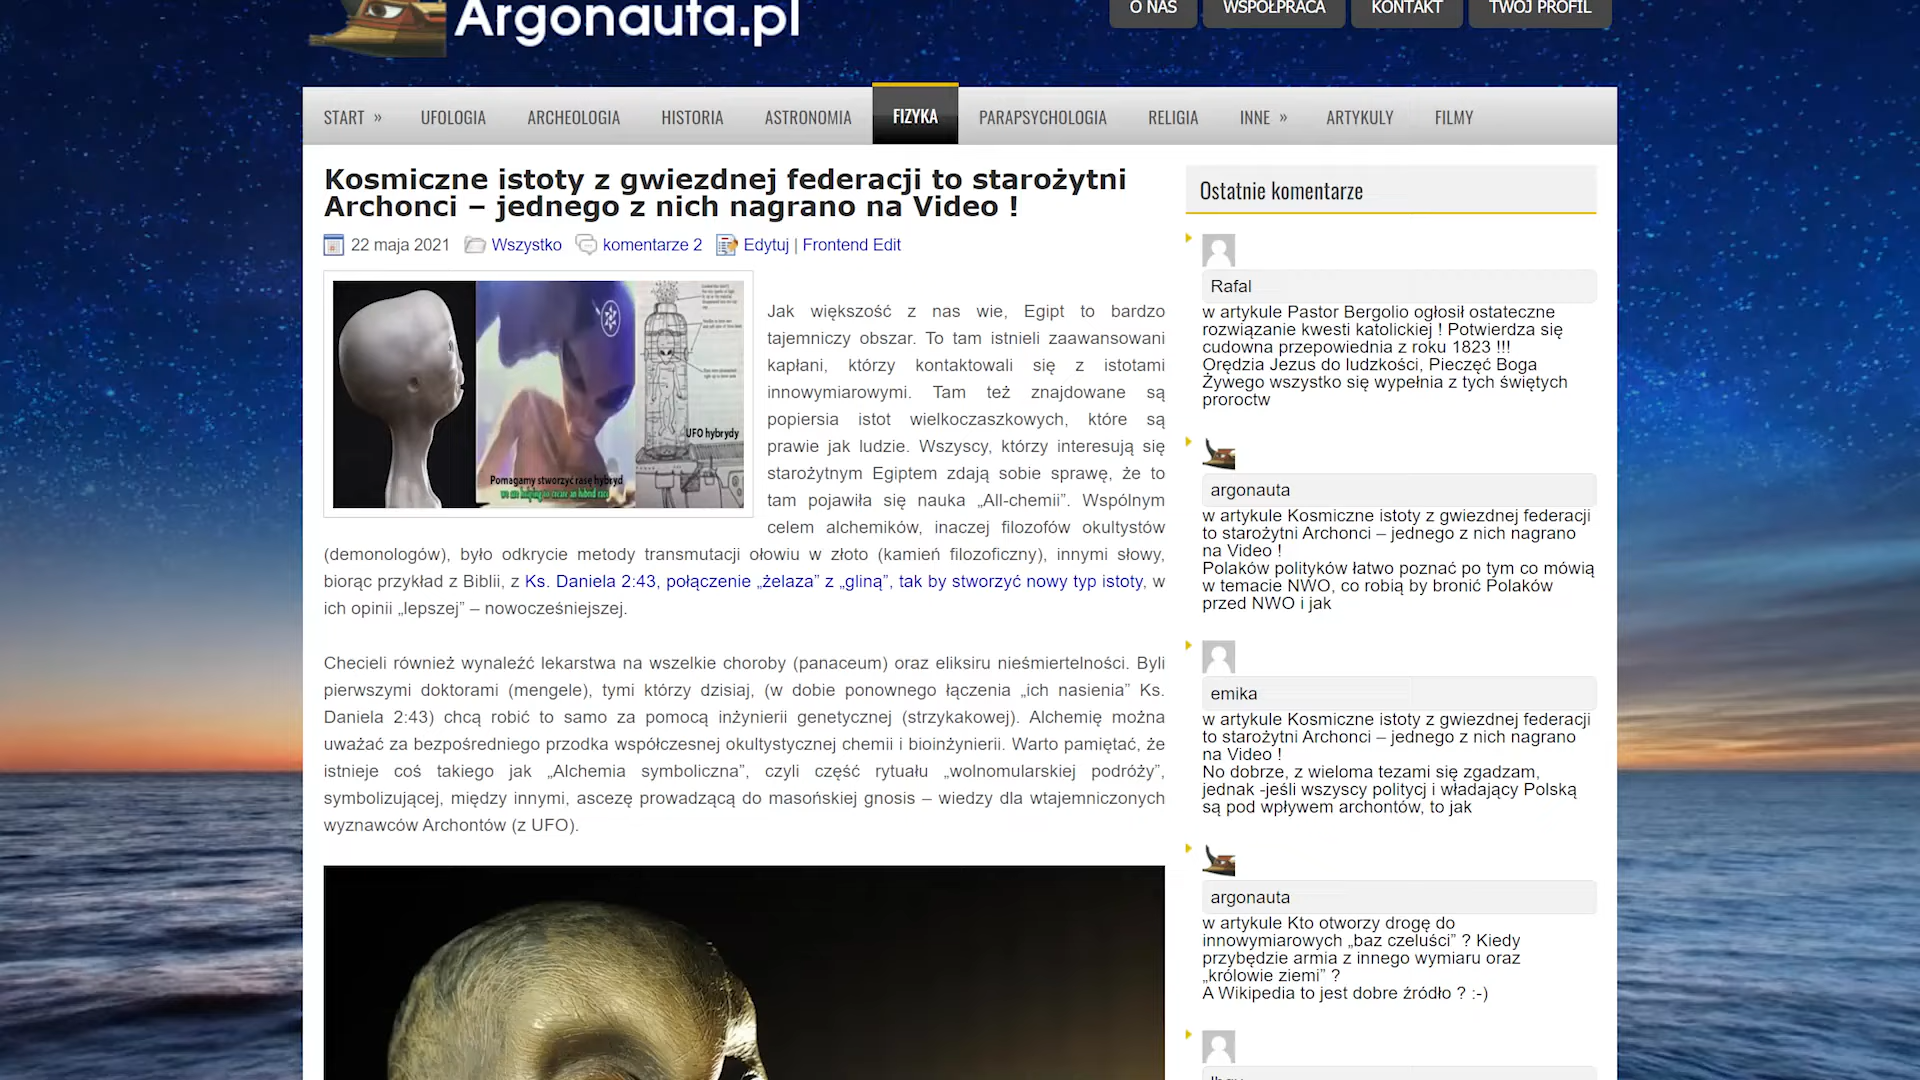 Argonauta.pl
O NAS
WSPÓŁPRACA
KONTAKT
TWÓJ PROFIL
START »
UFOLOGIA
ARCHEOLOGIA
HISTORIA
ASTRONOMIA
FIZYKA
PARAPSYCHOLOGIA
RELIGIA
INNE »
ARTYKULY
FILMY
Kosmiczne istoty z gwiezdnej federacji to starożytni
Archonci – jednego z nich nagrano na Video !
22 maja 2021 Wszystko komentarze 2 Edytuj | Frontend Edit
UFO hybrydy
Pomagamy stworzyć rasę hybryd
we are helping to create an hybrid race
Jak większość z nas wie, Egipt to bardzo
tajemniczy obszar. To tam istnieli zaawansowani
kapłani, którzy kontaktowali się z istotami
innowymiarowymi. Tam też znajdowane są
popiersia istot wielkoczaszkowych, które są
prawie jak ludzie. Wszyscy, którzy interesują się
starożytnym Egiptem zdają sobie sprawę, że to
tam pojawiła się nauka „All-chemii”. Wspólnym
celem alchemików, inaczej filozofów okultystów
(demonologów), było odkrycie metody transmutacji ołowiu w złoto (kamień filozoficzny), innymi słowy,
biorąc przykład z Biblii, z Ks. Daniela 2:43, połączenie „żelaza” z „gliną”, tak by stworzyć nowy typ istoty, w
ich opinii „lepszej” – nowocześniejszej.
Checieli również wynaleźć lekarstwa na wszelkie choroby (panaceum) oraz eliksiru nieśmiertelności. Byli
pierwszymi doktorami (mengele), tymi którzy dzisiaj, (w dobie ponownego łączenia „ich nasienia” Ks.
Daniela 2:43) chcą robić to samo za pomocą inżynierii genetycznej (strzykakowej). Alchemię można
uważać za bezpośredniego przodka współczesnej okultystycznej chemii i bioinżynierii. Warto pamiętać, że
istnieje coś takiego jak „Alchemia symboliczna”, czyli część rytuału „wolnomularskiej podróży”,
symbolizującej, między innymi, ascezę prowadzącą do masońskiej gnosis – wiedzy dla wtajemniczonych
wyznawców Archontów (z UFO).
Ostatnie komentarze
Rafal
w artykule Pastor Bergolio ogłosił ostateczne
rozwiązanie kwesti katolickiej ! Potwierdza się
cudowna przepowiednia z roku 1823 !!!
Orędzia Jezus do ludzkości, Pieczęć Boga
Żywego wszystko się wypełnia z tych świętych
proroctw
argonauta
w artykule Kosmiczne istoty z gwiezdnej federacji
to starożytni Archonci – jednego z nich nagrano
na Video !
Polaków polityków łatwo poznać po tym co mówią
w temacie NWO, co robią by bronić Polaków
przed NWO i jak
emika
w artykule Kosmiczne istoty z gwiezdnej federacji
to starożytni Archonci – jednego z nich nagrano
na Video !
No dobrze, z wieloma tezami się zgadzam,
jednak -jeśli wszyscy politycj i władający Polską
są pod wpływem archontów, to jak
argonauta
w artykule Kto otworzy drogę do
innowymiarowych „baz czeluści” ? Kiedy
przybędzie armia z innego wymiaru oraz
„królowie ziemi” ?
A Wikipedia to jest dobre źródło ? :-)